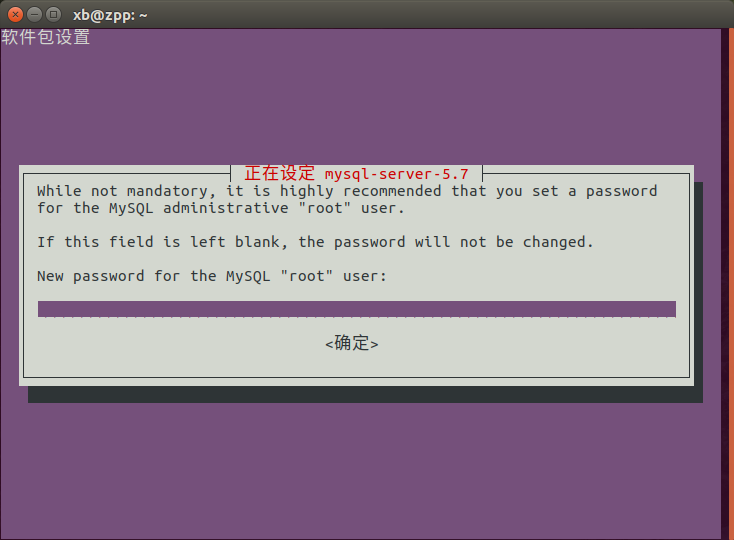 xb@zpp: ~
软件包设置
正在设定 mysql-server-5.7
While not mandatory, it is highly recommended that you set a password
for the MySQL administrative "root" user.
If this field is left blank, the password will not be changed.
New password for the MySQL "root" user:
<确定>